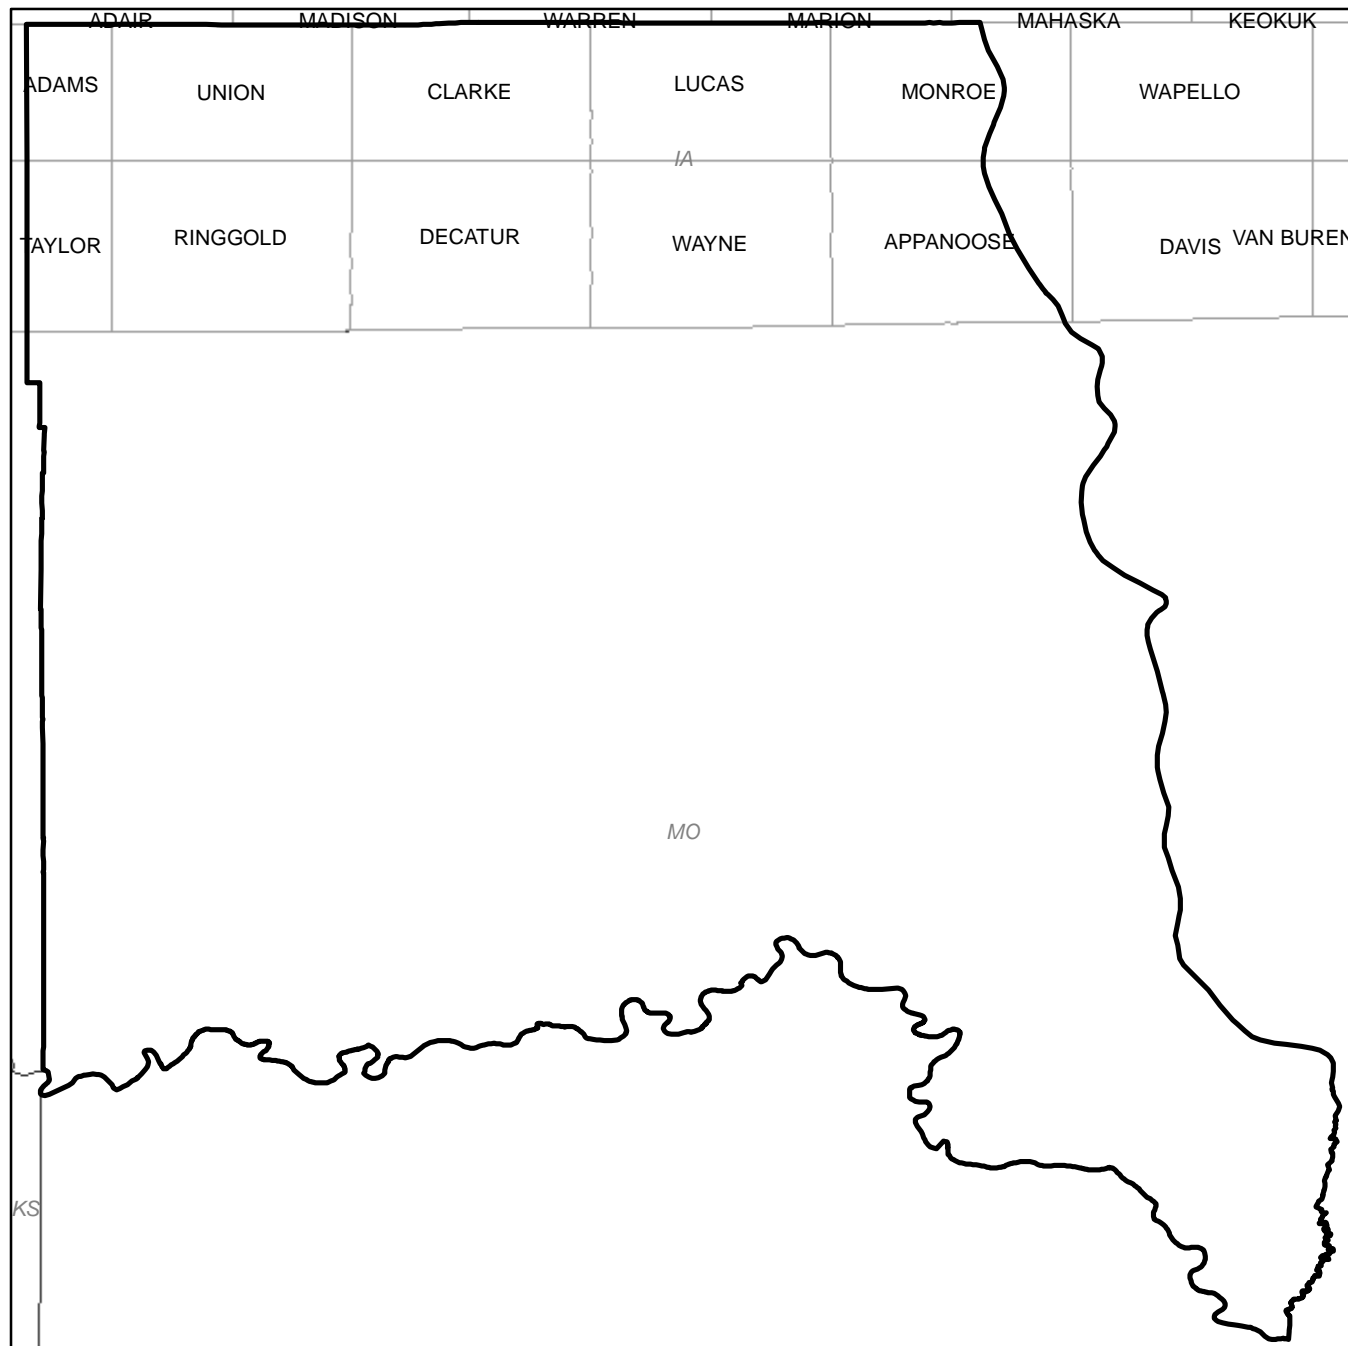 ADAIR MADISON WARREN MARION MAHASKA KEOKUK
ADAMS UNION CLARKE LUCAS MONROE WAPELLO
IA
TAYLOR RINGGOLD DECATUR WAYNE APPANOOSE DAVIS VAN BUREN
MO
KS